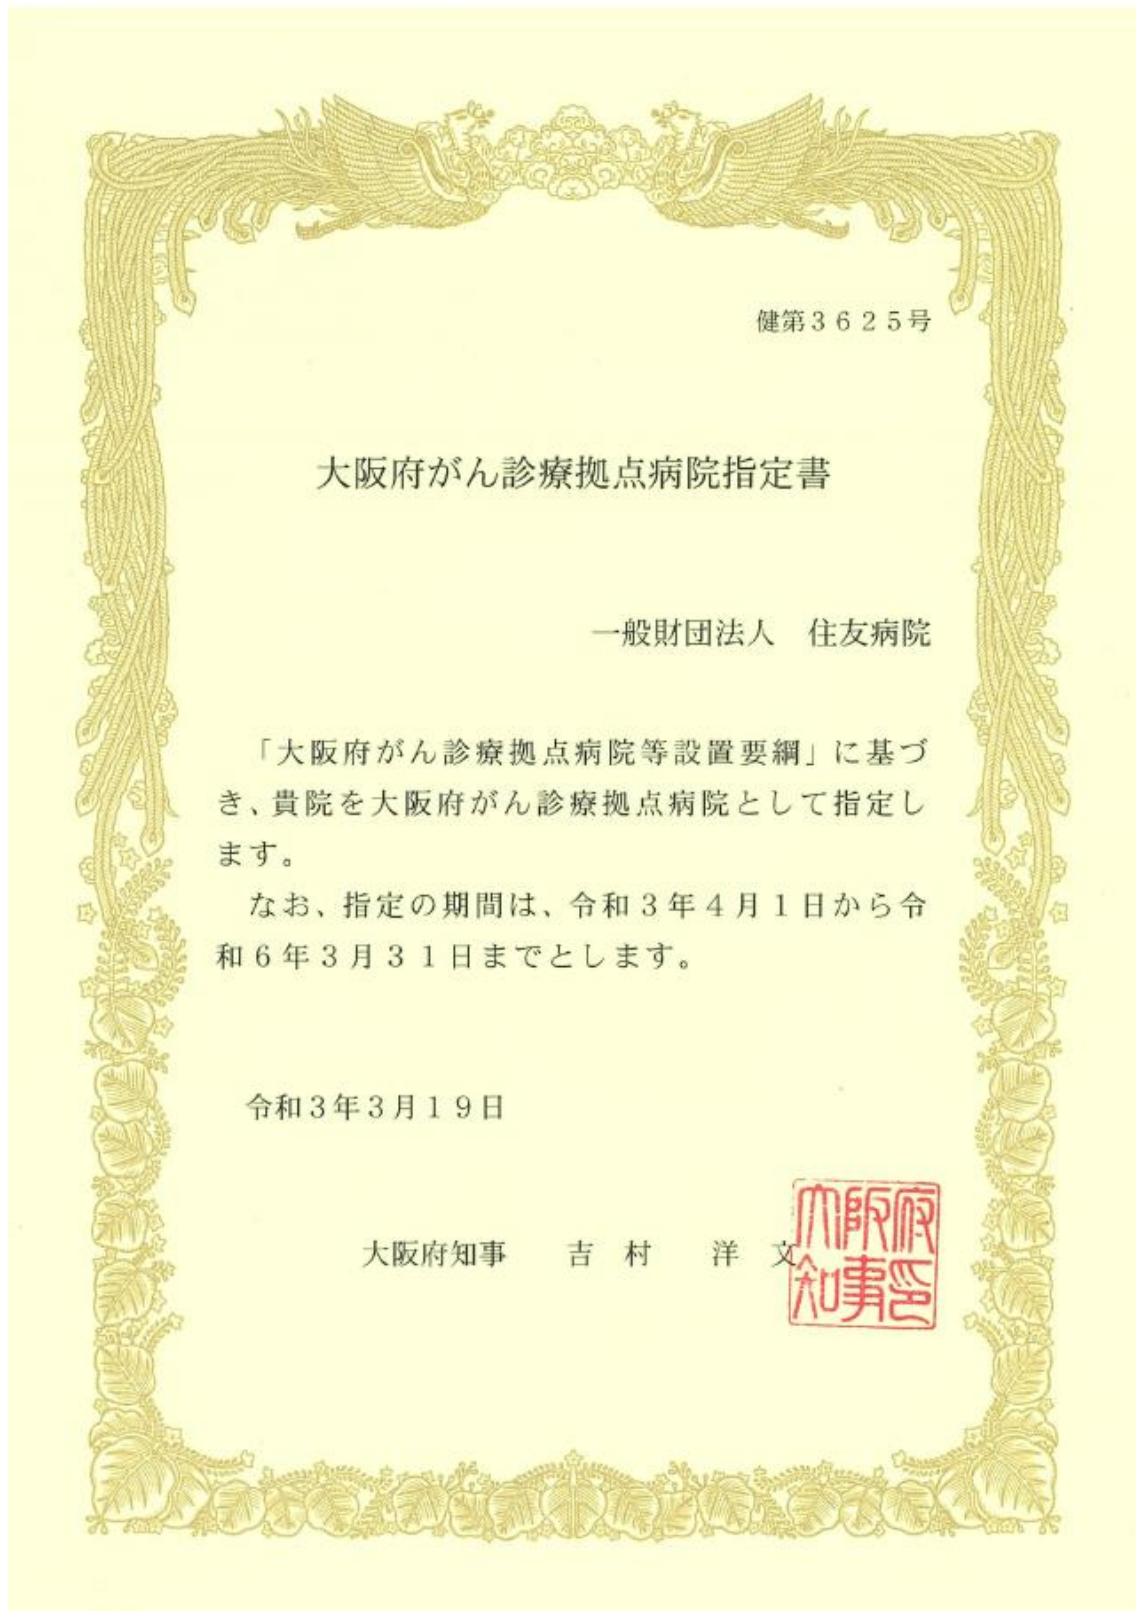 健第3625号
大阪府がん診療拠点病院指定書
一般財団法人　住友病院
「大阪府がん診療拠点病院等設置要綱」に基づ
き、貴院を大阪府がん診療拠点病院として指定し
ます。
なお、指定の期間は、令和3年4月1日から令
和6年3月31日までとします。
令和3年3月19日
大阪府知事　吉　村　洋　文
大阪府
知事印